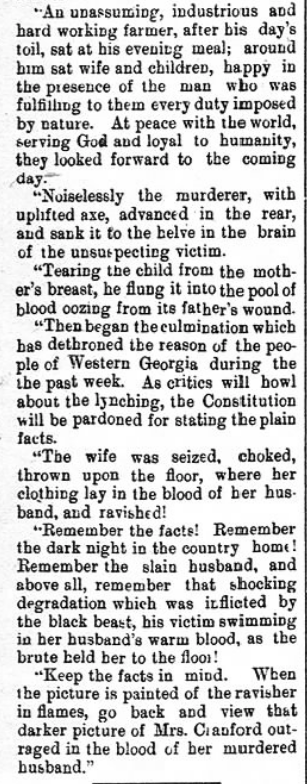 "An unassuming, industrious and
hard working farmer, after his day's
toil, sat at his evening meal; around
him sat wife and children, happy in
the presence of the man who was
fulfilling to them every duty imposed
by nature. At peace with the world,
serving God and loyal to humanity,
they looked forward to the coming
day.
"Noiselessly the murderer, with
uplifted axe, advanced in the rear,
and sank it to the helve in the brain
of the unsuspecting victim.
"Tearing the child from the moth-
er's breast, he flung it into the pool of
blood oozing from its father's wound.
"Then began the culmination which
has dethroned the reason of the peo-
ple of Western Georgia during the
the past week. As critics will howl
about the lynching, the Constitution
will be pardoned for stating the plain
facts.
"The wife was seized, choked,
thrown upon the floor, where her
clothing lay in the blood of her hus-
band, and ravished!
"Remember the facts! Remember
the dark night in the country home!
Remember the slain husband, and
above all, remember that shocking
degradation which was inflicted by
the black beast, his victim swimming
in her husband's warm blood, as the
brute held her to the floor!
"Keep the facts in mind. When
the picture is painted of the ravisher
in flames, go back and view that
darker picture of Mrs. Cranford out-
raged in the blood of her murdered
husband."